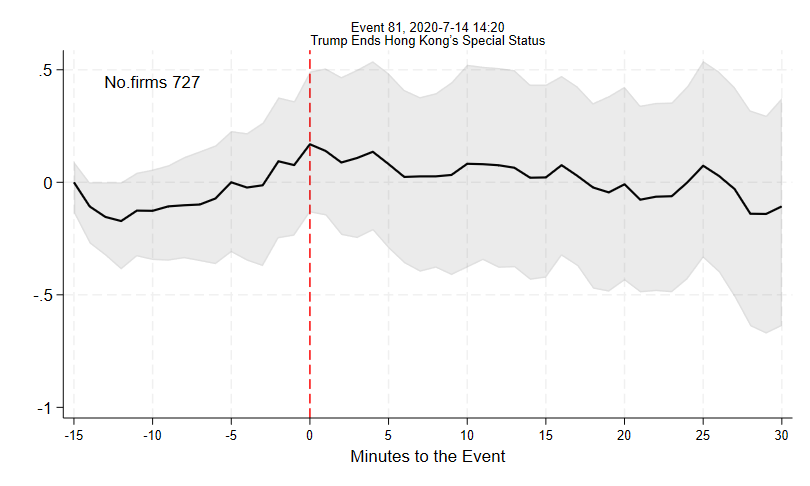 Event 81, 2020-7-14 14:20
Trump Ends Hong Kong’s Special Status
No.firms 727
.5
0
-.5
-1
-15 -10 -5 0 5 10 15 20 25 30
Minutes to the Event